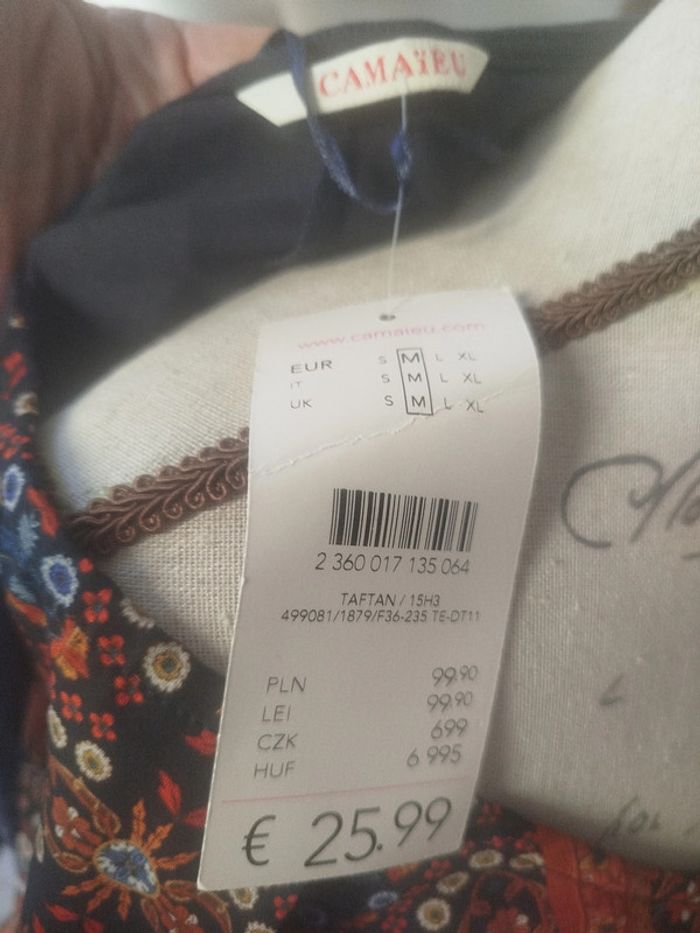 CAMAÏEU
www.camaieu.com
EUR S M L XL
IT S M L XL
UK S M L XL
2 360 017 135 064
TAFTAN / 15H3
499081/1879/F36-235 TE-DT11
PLN 99.90
LEI 99.90
CZK 699
HUF 6 995
€ 25.99